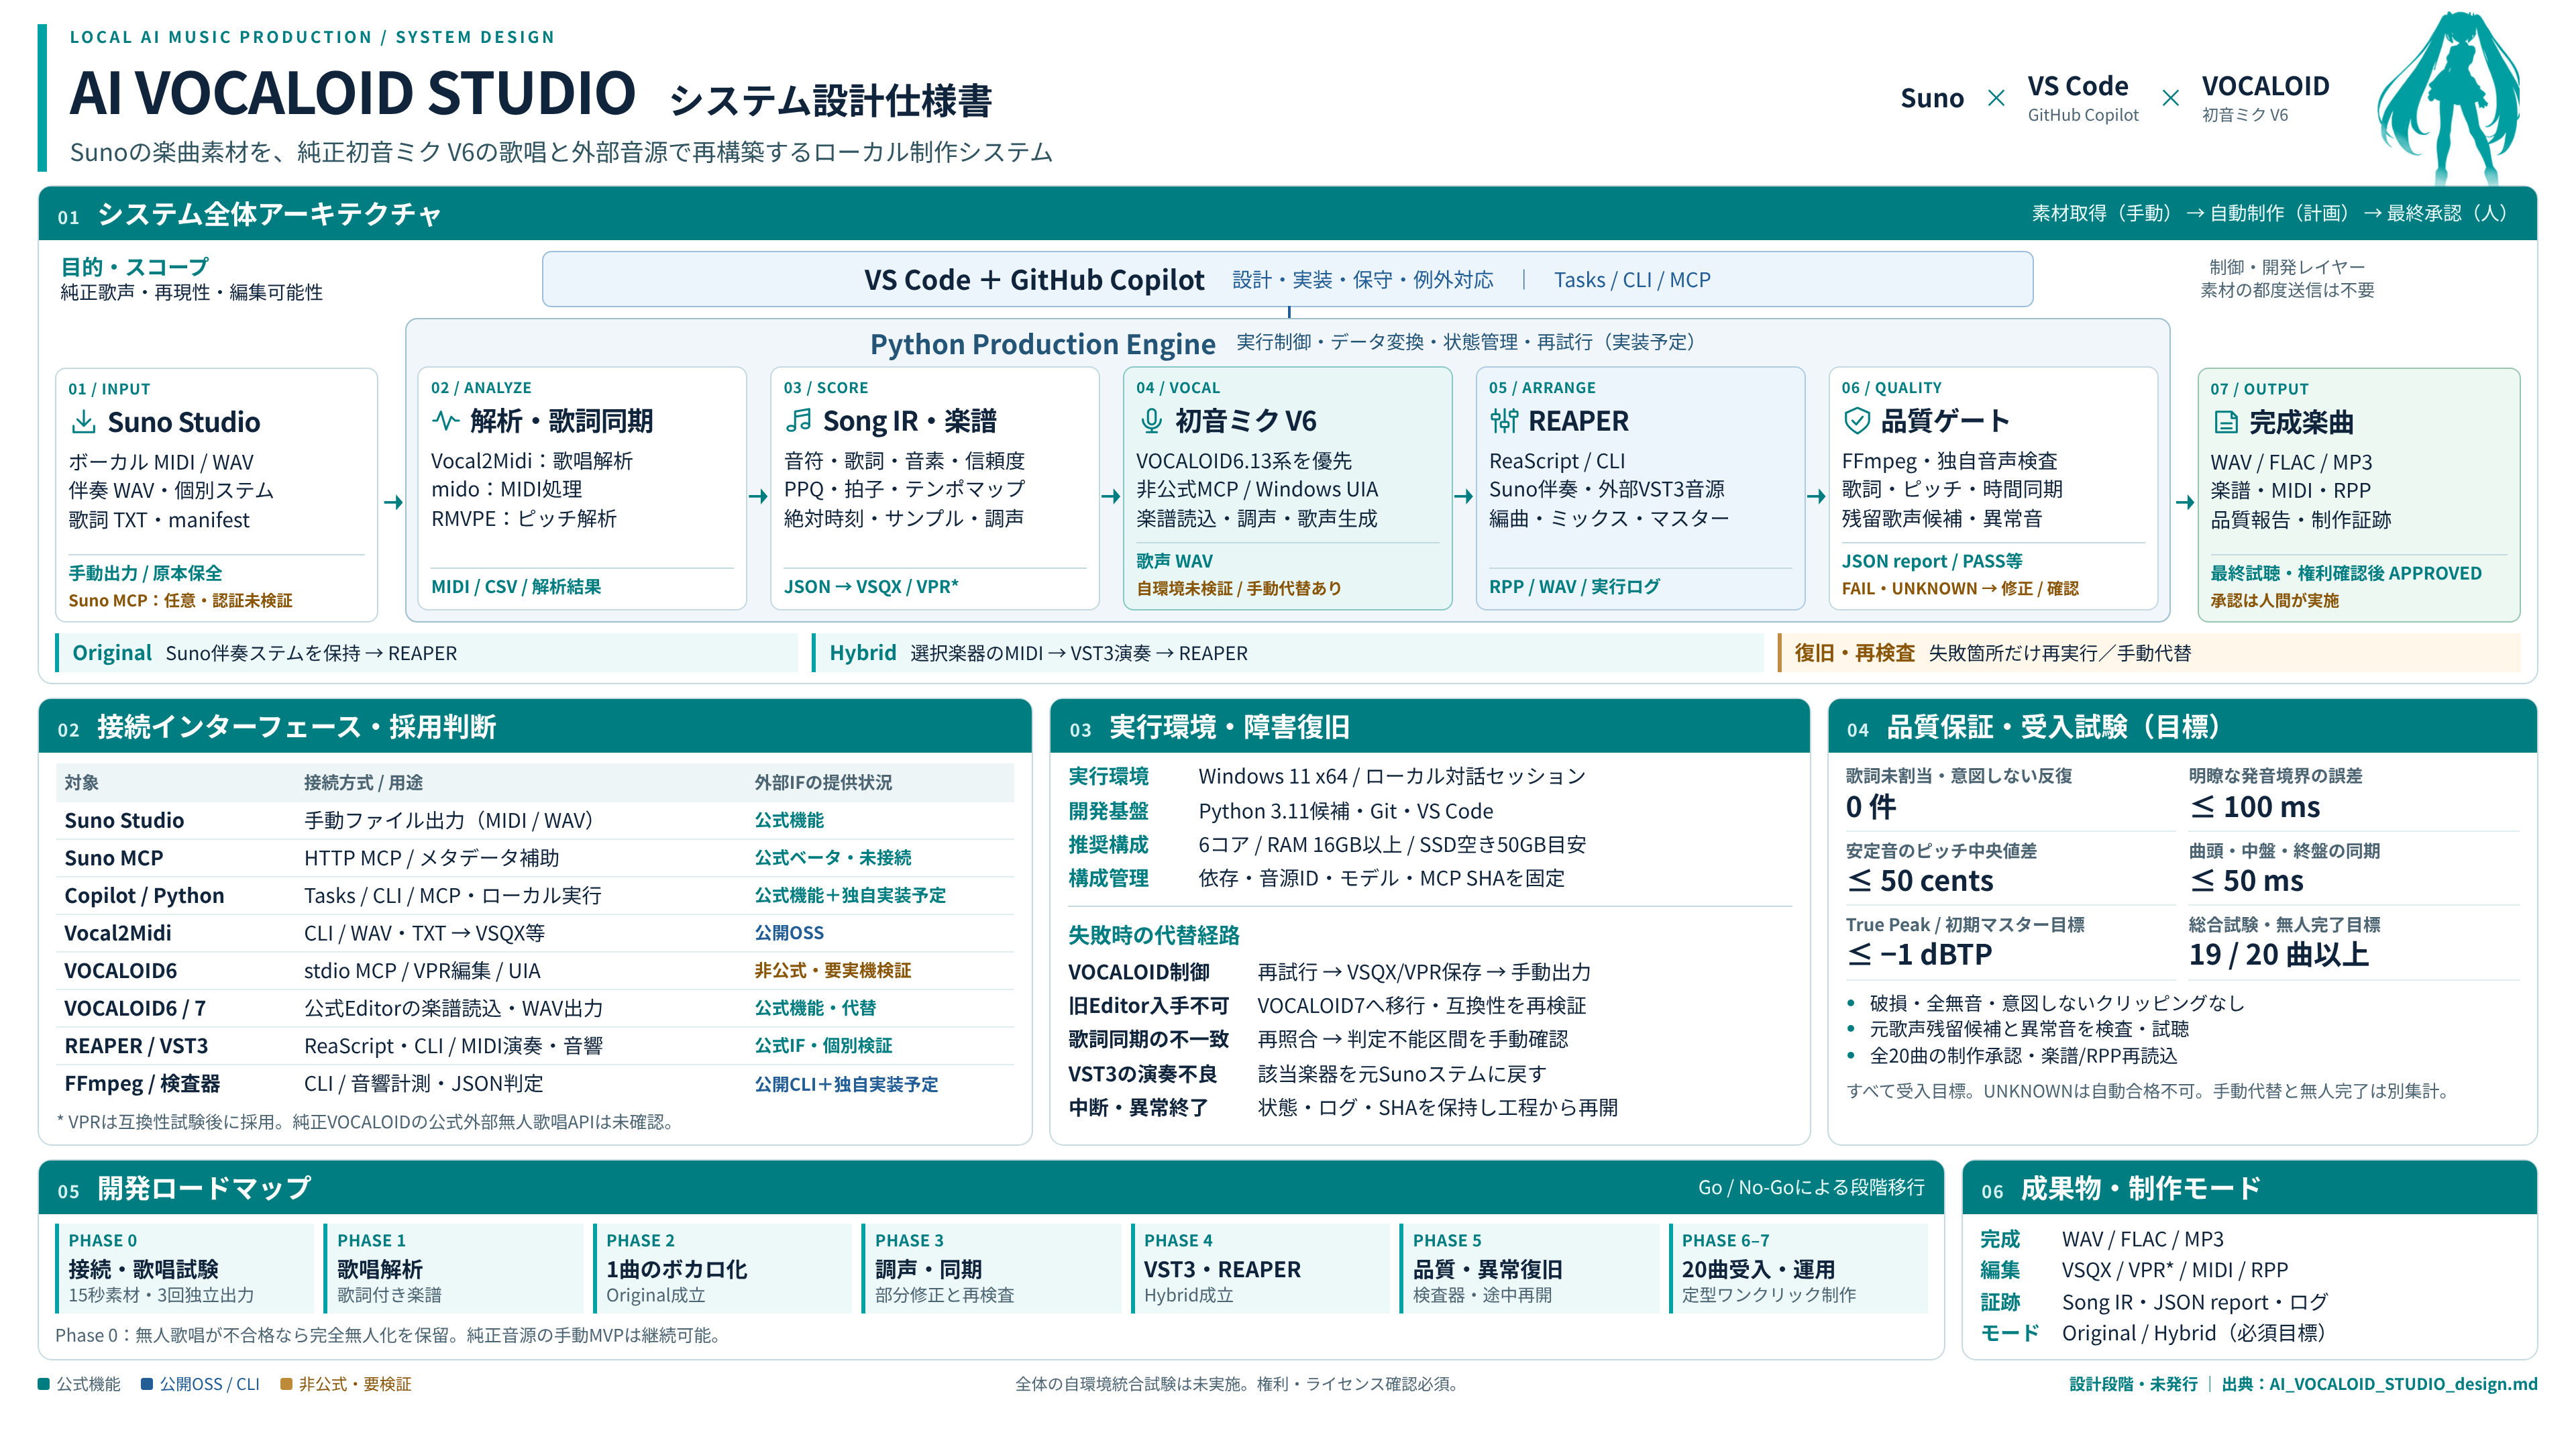 LOCAL AI MUSIC PRODUCTION / SYSTEM DESIGN
AI VOCALOID STUDIO システム設計仕様書
Sunoの楽曲素材を、純正初音ミク V6の歌唱と外部音源で再構築するローカル制作システム
Suno × VS Code × VOCALOID
GitHub Copilot 初音ミク V6
01 システム全体アーキテクチャ
素材取得（手動） → 自動制作（計画） → 最終承認（人）
目的・スコープ
純正歌声・再現性・編集可能性
VS Code + GitHub Copilot 設計・実装・保守・例外対応 | Tasks / CLI / MCP
制御・開発レイヤー
素材の都度送信は不要
Python Production Engine 実行制御・データ変換・状態管理・再試行（実装予定）
01 / INPUT
Suno Studio
ボーカル MIDI / WAV
伴奏 WAV・個別ステム
歌詞 TXT・manifest
手動出力 / 原本保全
Suno MCP：任意・認証未検証
→
02 / ANALYZE
解析・歌詞同期
Vocal2Midi：歌唱解析
mido：MIDI処理
RMVPE：ピッチ解析
MIDI / CSV / 解析結果
→
03 / SCORE
Song IR・楽譜
音符・歌詞・音素・信頼度
PPQ・拍子・テンポマップ
絶対時刻・サンプル・調声
JSON → VSQX / VPR*
→
04 / VOCAL
初音ミク V6
VOCALOID6.13系を優先
非公式MCP / Windows UIA
楽譜読込・調声・歌声生成
歌声 WAV
自環境未検証 / 手動代替あり
→
05 / ARRANGE
REAPER
ReaScript / CLI
Suno伴奏・外部VST3音源
編曲・ミックス・マスター
RPP / WAV / 実行ログ
→
06 / QUALITY
品質ゲート
FFmpeg・独自音声検査
歌詞・ピッチ・時間同期
残留歌声候補・異常音
JSON report / PASS等
FAIL・UNKNOWN → 修正 / 確認
→
07 / OUTPUT
完成楽曲
WAV / FLAC / MP3
楽譜・MIDI・RPP
品質報告・制作証跡
最終試聴・権利確認後 APPROVED
承認は人間が実施
Original Suno伴奏ステムを保持 → REAPER
Hybrid 選択楽器のMIDI → VST3演奏 → REAPER
復旧・再検査 失敗箇所だけ再実行／手動代替
02 接続インターフェース・採用判断
対象 接続方式 / 用途 外部IFの提供状況
Suno Studio 手動ファイル出力（MIDI / WAV） 公式機能
Suno MCP HTTP MCP / メタデータ補助 公式ベータ・未接続
Copilot / Python Tasks / CLI / MCP・ローカル実行 公式機能＋独自実装予定
Vocal2Midi CLI / WAV・TXT → VSQX等 公開OSS
VOCALOID6 stdio MCP / VPR編集 / UIA 非公式・要実機検証
VOCALOID6 / 7 公式Editorの楽譜読込・WAV出力 公式機能・代替
REAPER / VST3 ReaScript・CLI / MIDI演奏・音響 公式IF・個別検証
FFmpeg / 検査器 CLI / 音響計測・JSON判定 公開CLI＋独自実装予定
* VPRは互換性試験後に採用。純正VOCALOIDの公式外部無人歌唱APIは未確認。
03 実行環境・障害復旧
実行環境 Windows 11 x64 / ローカル対話セッション
開発基盤 Python 3.11候補・Git・VS Code
推奨構成 6コア / RAM 16GB以上 / SSD空き50GB目安
構成管理 依存・音源ID・モデル・MCP SHAを固定
失敗時の代替経路
VOCALOID制御 再試行 → VSQX/VPR保存 → 手動出力
旧Editor入手不可 VOCALOID7へ移行・互換性を再検証
歌詞同期の不一致 再照合 → 判定不能区間を手動確認
VST3の演奏不良 該当楽器を元Sunoステムに戻す
中断・異常終了 状態・ログ・SHAを保持し工程から再開
04 品質保証・受入試験（目標）
歌詞未割当・意図しない反復 明瞭な発音境界の誤差
0 件 ≤ 100 ms
安定音のピッチ中央値差 曲頭・中盤・終盤の同期
≤ 50 cents ≤ 50 ms
True Peak / 初期マスター目標 総合試験・無人完了目標
≤ −1 dBTP 19 / 20 曲以上
• 破損・全無音・意図しないクリッピングなし
• 元歌声残留候補と異常音を検査・試聴
• 全20曲の制作承認・楽譜/RPP再読込
すべて受入目標。UNKNOWNは自動合格不可。手動代替と無人完了は別集計。
05 開発ロードマップ
Go / No-Goによる段階移行
PHASE 0
接続・歌唱試験
15秒素材・3回独立出力
PHASE 1
歌唱解析
歌詞付き楽譜
PHASE 2
1曲のボカロ化
Original成立
PHASE 3
調声・同期
部分修正と再検査
PHASE 4
VST3・REAPER
Hybrid成立
PHASE 5
品質・異常復旧
検査器・途中再開
PHASE 6–7
20曲受入・運用
定型ワンクリック制作
Phase 0：無人歌唱が不合格なら完全無人化を保留。純正音源の手動MVPは継続可能。
06 成果物・制作モード
完成 WAV / FLAC / MP3
編集 VSQX / VPR* / MIDI / RPP
証跡 Song IR・JSON report・ログ
モード Original / Hybrid（必須目標）
公式機能 公開OSS / CLI 非公式・要検証
全体の自環境統合試験は未実施。権利・ライセンス確認必須。
設計段階・未発行 | 出典：AI_VOCALOID_STUDIO_design.md